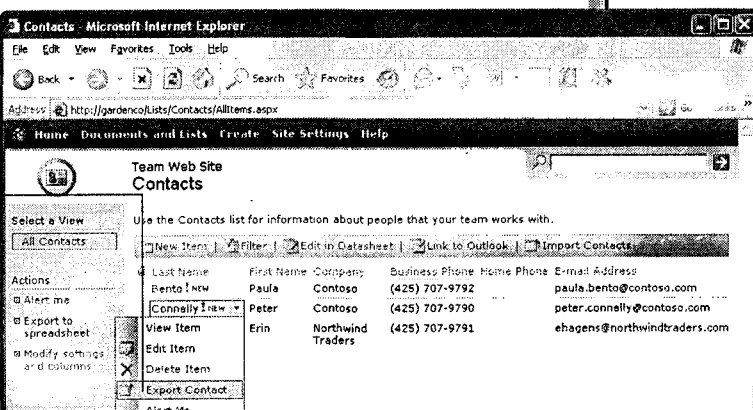 Contacts - Microsoft Internet Explorer
File Edit View Favorites Tools Help
Back Search Favorites
Address http://gardenco/Lists/Contacts/AllItems.aspx Go
Home Documents and Lists Create Site Settings Help
Team Web Site
Contacts
Select a View
All Contacts
Actions
Alert me
Export to
spreadsheet
Modify settings
and columns
Use the Contacts list for information about people that your team works with.
New Item | Filter | Edit in Datasheet | Link to Outlook | Import Contacts
Last Name First Name Company Business Phone Home Phone E-mail Address
Bento ! NEW Paula Contoso (425) 707-9792 paula.bento@contoso.com
Connelly ! NEW Peter Contoso (425) 707-9790 peter.connelly@contoso.com
Erin Northwind (425) 707-9791 ehagens@northwindtraders.com
Traders
View Item
Edit Item
Delete Item
Export Contact
Alert Me